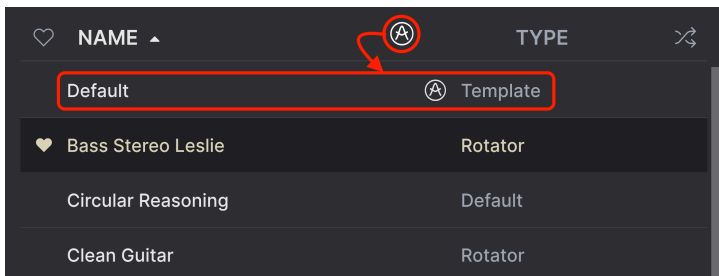 NAME TYPE
Default Template
Bass Stereo Leslie Rotator
Circular Reasoning Default
Clean Guitar Rotator